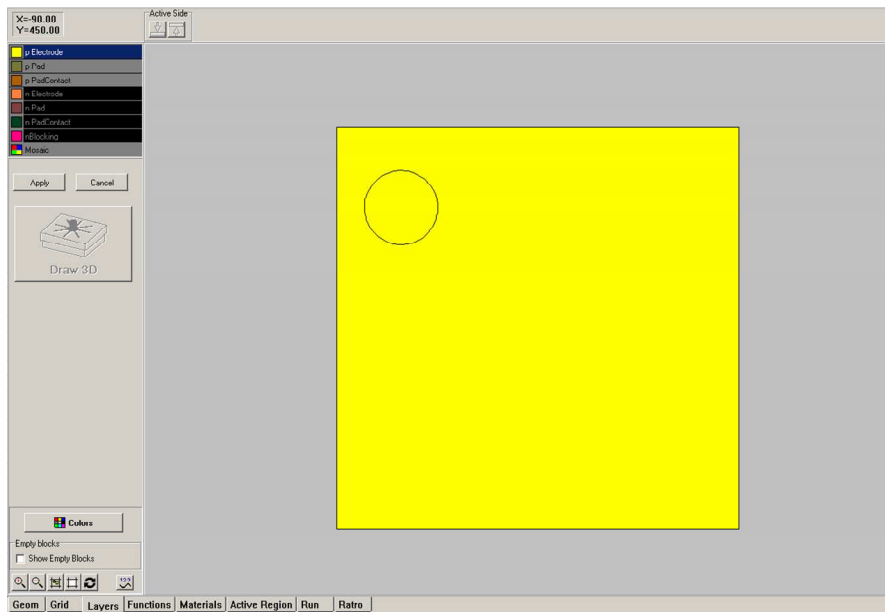 X=-90.00
Y=450.00
Active Side
p Electrode
p Pad
p PadContact
n Electrode
n Pad
n PadContact
nBlocking
Mosaic
Apply Cancel
Draw 3D
Colors
Empty blocks
Show Empty Blocks
Geom Grid Layers Functions Materials Active Region Run Ratro